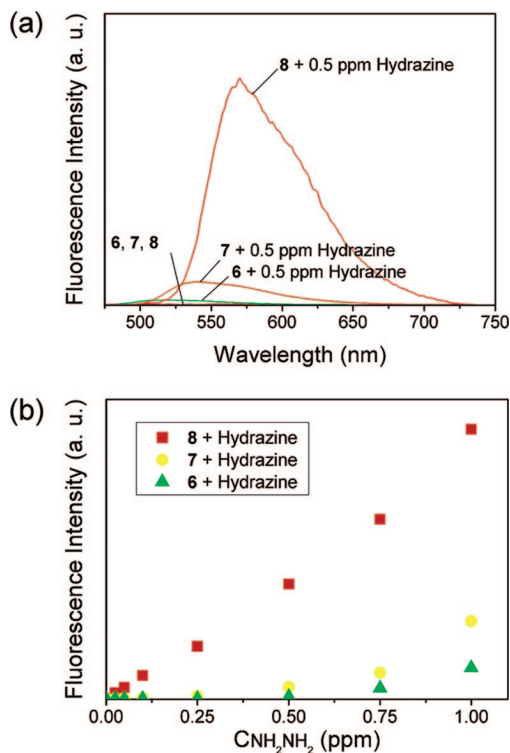 (a)
Fluorescence Intensity (a. u.)
8 + 0.5 ppm Hydrazine
6, 7, 8
7 + 0.5 ppm Hydrazine
6 + 0.5 ppm Hydrazine
500 550 600 650 700 750
Wavelength (nm)
(b)
Fluorescence Intensity (a. u.)
8 + Hydrazine
7 + Hydrazine
6 + Hydrazine
0.00 0.25 0.50 0.75 1.00
CNH₂NH₂ (ppm)